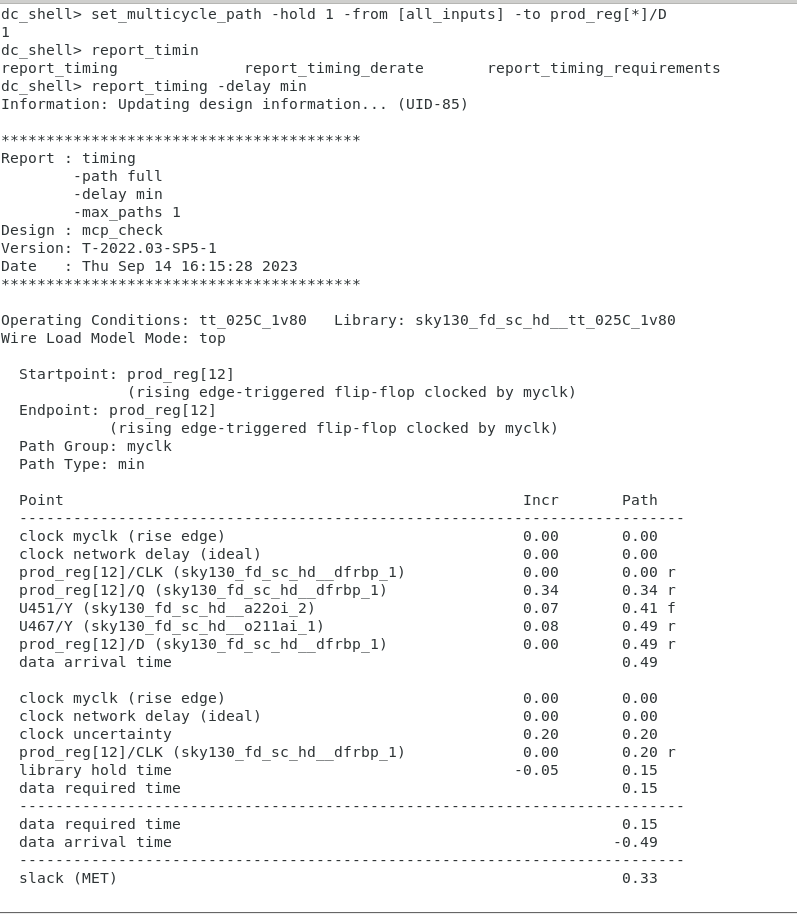 dc_shell> set_multicycle_path -hold 1 -from [all_inputs] -to prod_reg[*]/D
1
dc_shell> report_timin
report_timing              report_timing_derate       report_timing_requirements
dc_shell> report_timing -delay min
Information: Updating design information... (UID-85)

****************************************
Report : timing
        -path full
        -delay min
        -max_paths 1
Design : mcp_check
Version: T-2022.03-SP5-1
Date   : Thu Sep 14 16:15:28 2023
****************************************

Operating Conditions: tt_025C_1v80   Library: sky130_fd_sc_hd__tt_025C_1v80
Wire Load Model Mode: top

  Startpoint: prod_reg[12]
              (rising edge-triggered flip-flop clocked by myclk)
  Endpoint: prod_reg[12]
            (rising edge-triggered flip-flop clocked by myclk)
  Path Group: myclk
  Path Type: min

  Point                                                   Incr       Path
  --------------------------------------------------------------------------
  clock myclk (rise edge)                                 0.00       0.00
  clock network delay (ideal)                             0.00       0.00
  prod_reg[12]/CLK (sky130_fd_sc_hd__dfrbp_1)             0.00       0.00 r
  prod_reg[12]/Q (sky130_fd_sc_hd__dfrbp_1)               0.34       0.34 r
  U451/Y (sky130_fd_sc_hd__a22oi_2)                       0.07       0.41 f
  U467/Y (sky130_fd_sc_hd__o211ai_1)                      0.08       0.49 r
  prod_reg[12]/D (sky130_fd_sc_hd__dfrbp_1)               0.00       0.49 r
  data arrival time                                                  0.49

  clock myclk (rise edge)                                 0.00       0.00
  clock network delay (ideal)                             0.00       0.00
  clock uncertainty                                       0.20       0.20
  prod_reg[12]/CLK (sky130_fd_sc_hd__dfrbp_1)             0.00       0.20 r
  library hold time                                      -0.05       0.15
  data required time                                                 0.15
  --------------------------------------------------------------------------
  data required time                                                 0.15
  data arrival time                                                 -0.49
  --------------------------------------------------------------------------
  slack (MET)                                                        0.33